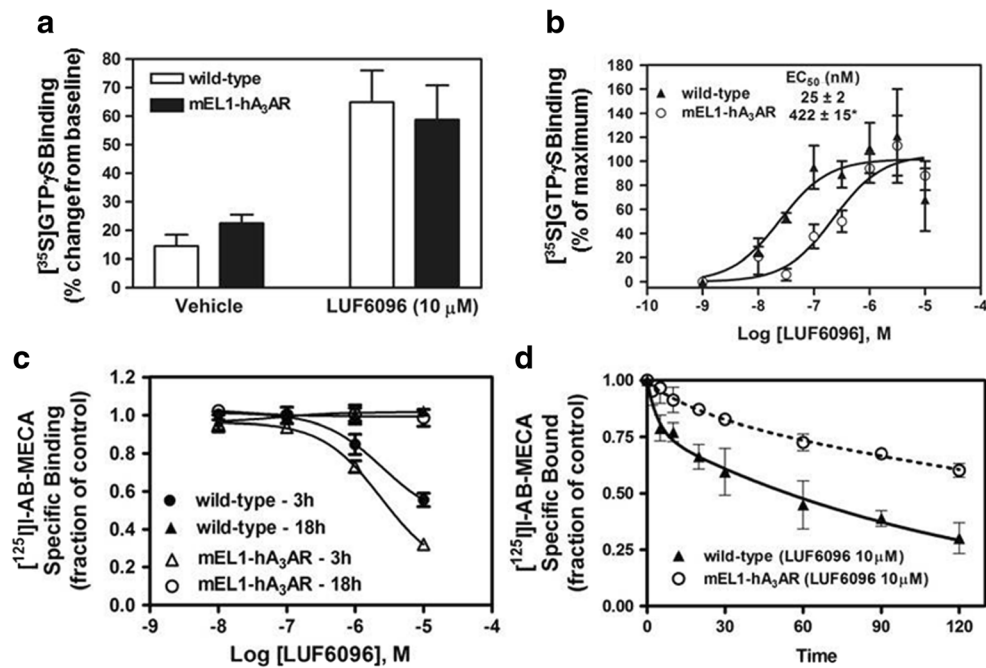 a
[35S]GTPγS Binding
(% change from baseline)
80
70
60
50
40
30
20
10
0
wild-type
mEL1-hA3AR
Vehicle
LUF6096 (10 µM)
b
[35S]GTPγS Binding
(% of maximum)
180
160
140
120
100
80
60
40
20
0
EC50 (nM)
wild-type 25 ± 2
mEL1-hA3AR 422 ± 15*
-10 -9 -8 -7 -6 -5 -4
Log [LUF6096], M
c
[125I]I-AB-MECA
Specific Binding
(fraction of control)
1.2
1.0
0.8
0.6
0.4
0.2
0.0
wild-type - 3h
wild-type - 18h
mEL1-hA3AR - 3h
mEL1-hA3AR - 18h
-9 -8 -7 -6 -5 -4
Log [LUF6096], M
d
[125I]I-AB-MECA
Specific Bound
(fraction of control)
1.00
0.75
0.50
0.25
0.00
wild-type (LUF6096 10µM)
mEL1-hA3AR (LUF6096 10µM)
0 30 60 90 120
Time